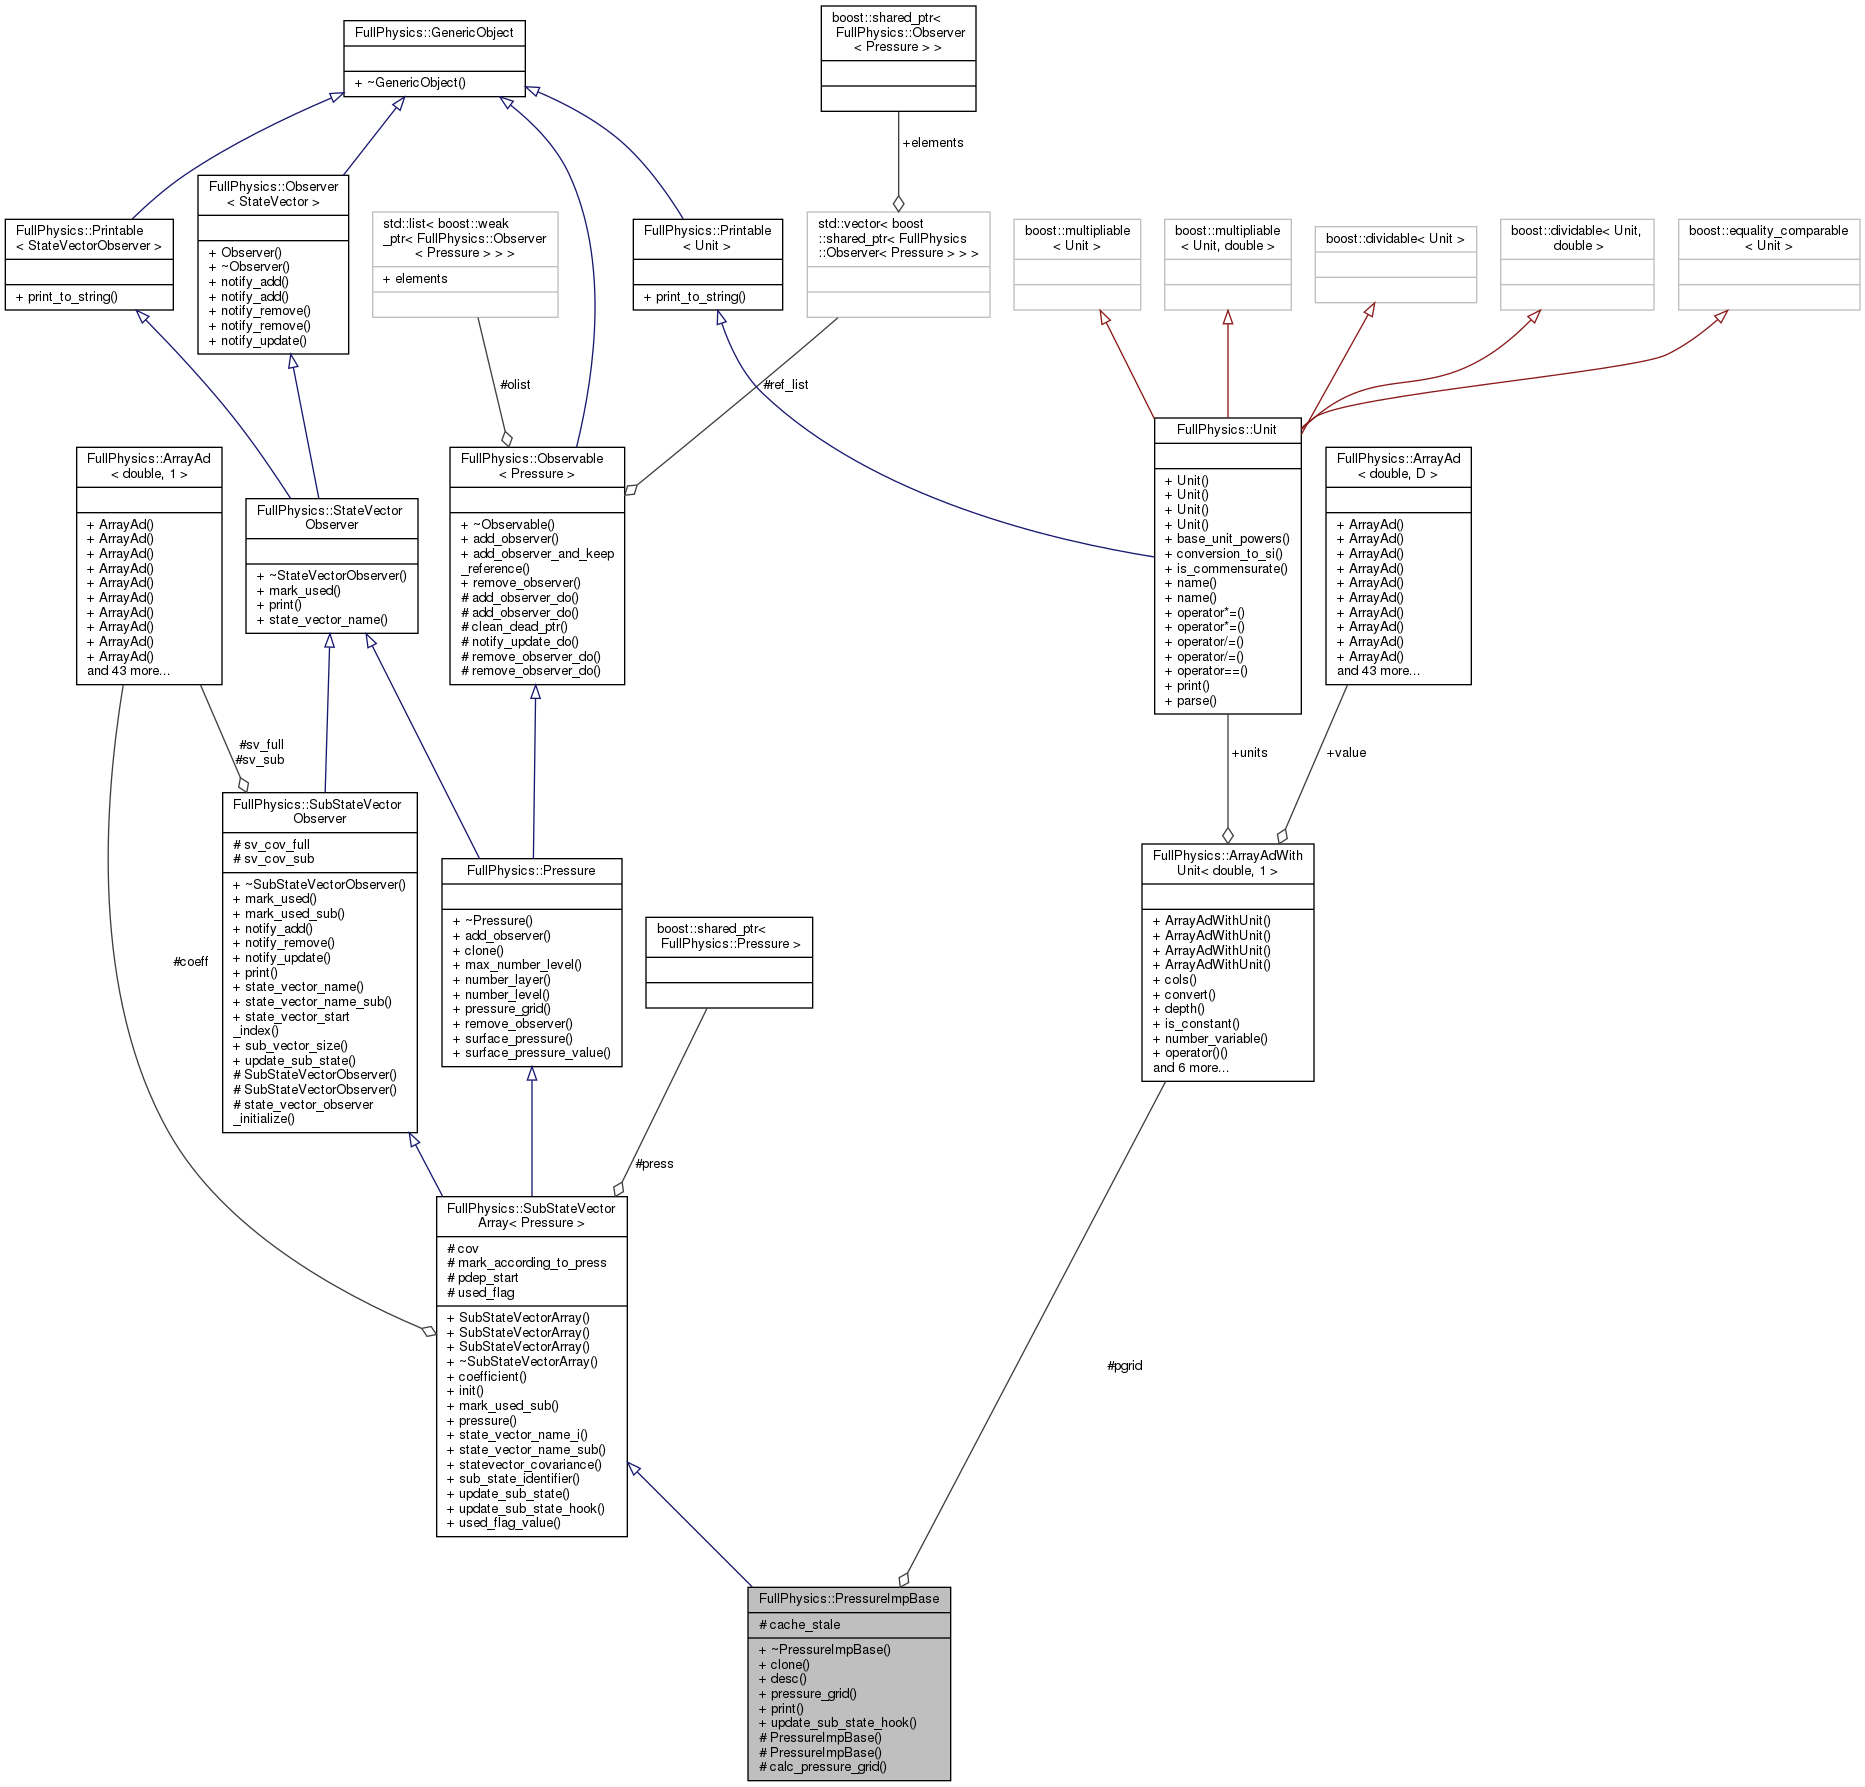 FullPhysics::GenericObject
+ ~GenericObject()
boost::shared_ptr<
FullPhysics::Observer
< Pressure > >
+elements
FullPhysics::Printable
< StateVectorObserver >
+ print_to_string()
FullPhysics::Observer
< StateVector >
+ Observer()
+ ~Observer()
+ notify_add()
+ notify_add()
+ notify_remove()
+ notify_remove()
+ notify_update()
std::list< boost::weak
_ptr< FullPhysics::Observer
< Pressure > > >
+ elements
FullPhysics::Printable
< Unit >
+ print_to_string()
std::vector< boost
::shared_ptr< FullPhysics
::Observer< Pressure > > >
boost::multipliable
< Unit >
boost::multipliable
< Unit, double >
boost::dividable< Unit >
boost::dividable< Unit,
double >
boost::equality_comparable
< Unit >
#olist
#ref_list
FullPhysics::ArrayAd
< double, 1 >
+ ArrayAd()
+ ArrayAd()
+ ArrayAd()
+ ArrayAd()
+ ArrayAd()
+ ArrayAd()
+ ArrayAd()
+ ArrayAd()
+ ArrayAd()
+ ArrayAd()
and 43 more...
FullPhysics::StateVector
Observer
+ ~StateVectorObserver()
+ mark_used()
+ print()
+ state_vector_name()
FullPhysics::Observable
< Pressure >
+ ~Observable()
+ add_observer()
+ add_observer_and_keep
_reference()
+ remove_observer()
# add_observer_do()
# add_observer_do()
# clean_dead_ptr()
# notify_update_do()
# remove_observer_do()
# remove_observer_do()
FullPhysics::Unit
+ Unit()
+ Unit()
+ Unit()
+ Unit()
+ base_unit_powers()
+ conversion_to_si()
+ is_commensurate()
+ name()
+ name()
+ operator*=()
+ operator*=()
+ operator/=()
+ operator/=()
+ operator==()
+ print()
+ parse()
FullPhysics::ArrayAd
< double, D >
+ ArrayAd()
+ ArrayAd()
+ ArrayAd()
+ ArrayAd()
+ ArrayAd()
+ ArrayAd()
+ ArrayAd()
+ ArrayAd()
+ ArrayAd()
+ ArrayAd()
and 43 more...
#sv_full
#sv_sub
+units
+value
FullPhysics::SubStateVector
Observer
# sv_cov_full
# sv_cov_sub
+ ~SubStateVectorObserver()
+ mark_used()
+ mark_used_sub()
+ notify_add()
+ notify_remove()
+ notify_update()
+ print()
+ state_vector_name()
+ state_vector_name_sub()
+ state_vector_start
_index()
+ sub_vector_size()
+ update_sub_state()
# SubStateVectorObserver()
# SubStateVectorObserver()
# state_vector_observer
_initialize()
FullPhysics::Pressure
+ ~Pressure()
+ add_observer()
+ clone()
+ max_number_level()
+ number_layer()
+ number_level()
+ pressure_grid()
+ remove_observer()
+ surface_pressure()
+ surface_pressure_value()
boost::shared_ptr<
FullPhysics::Pressure >
FullPhysics::ArrayAdWith
Unit< double, 1 >
+ ArrayAdWithUnit()
+ ArrayAdWithUnit()
+ ArrayAdWithUnit()
+ ArrayAdWithUnit()
+ cols()
+ convert()
+ depth()
+ is_constant()
+ number_variable()
+ operator()()
and 6 more...
#coeff
#press
FullPhysics::SubStateVector
Array< Pressure >
# cov
# mark_according_to_press
# pdep_start
# used_flag
+ SubStateVectorArray()
+ SubStateVectorArray()
+ SubStateVectorArray()
+ ~SubStateVectorArray()
+ coefficient()
+ init()
+ mark_used_sub()
+ pressure()
+ state_vector_name_i()
+ state_vector_name_sub()
+ statevector_covariance()
+ sub_state_identifier()
+ update_sub_state()
+ update_sub_state_hook()
+ used_flag_value()
#pgrid
FullPhysics::PressureImpBase
# cache_stale
+ ~PressureImpBase()
+ clone()
+ desc()
+ pressure_grid()
+ print()
+ update_sub_state_hook()
# PressureImpBase()
# PressureImpBase()
# calc_pressure_grid()